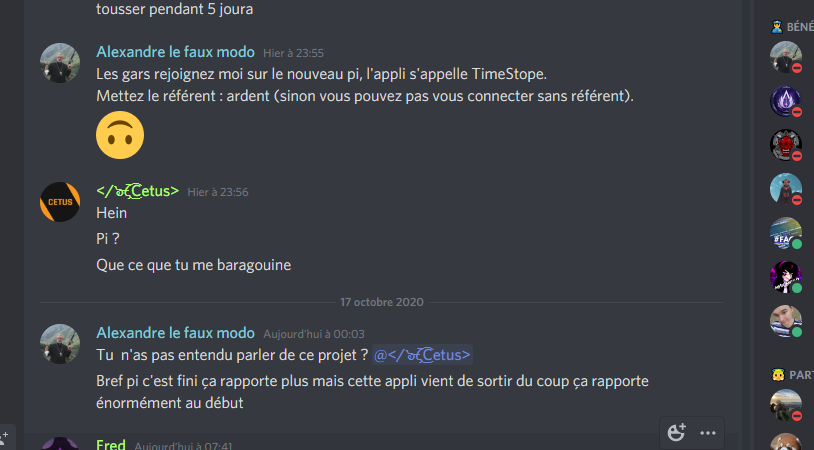 tousser pendant 5 joura
Alexandre le faux modo Hier à 23:55
Les gars rejoignez moi sur le nouveau pi, l'appli s'appelle TimeStope.
Mettez le référent : ardent (sinon vous pouvez pas vous connecter sans référent).
CETUS
</Cetus> Hier à 23:56
Hein
Pi ?
Que ce que tu me baragouine
17 octobre 2020
Alexandre le faux modo Aujourd'hui à 00:03
Tu n'as pas entendu parler de ce projet ? @</Cetus>
Bref pi c'est fini ça rapporte plus mais cette appli vient de sortir du coup ça rapporte
énormément au début
Fred Aujourd'hui à 07:41
BÉNÉ
PART